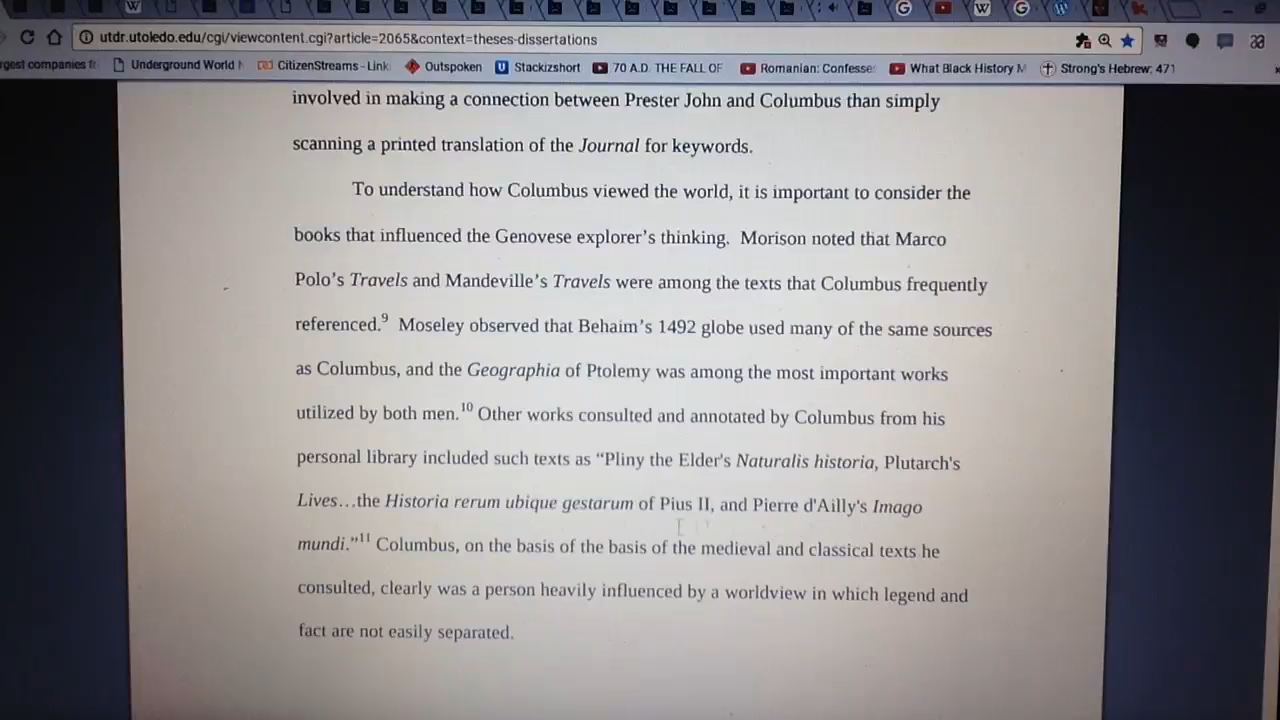 utdr.utoledo.edu/cgi/viewcontent.cgi?article=2065&context=theses-dissertations
rgest companies fr Underground World H CitizenStreams - Link Outspoken Stackizshort 70 A.D. THE FALL OF Romanian: Confesse What Black History M Strong's Hebrew: 471
involved in making a connection between Prester John and Columbus than simply
scanning a printed translation of the Journal for keywords.
To understand how Columbus viewed the world, it is important to consider the
books that influenced the Genovese explorer's thinking. Morison noted that Marco
Polo's Travels and Mandeville's Travels were among the texts that Columbus frequently
referenced.9 Moseley observed that Behaim's 1492 globe used many of the same sources
as Columbus, and the Geographia of Ptolemy was among the most important works
utilized by both men.10 Other works consulted and annotated by Columbus from his
personal library included such texts as “Pliny the Elder's Naturalis historia, Plutarch's
Lives…the Historia rerum ubique gestarum of Pius II, and Pierre d'Ailly's Imago
mundi.”11 Columbus, on the basis of the basis of the medieval and classical texts he
consulted, clearly was a person heavily influenced by a worldview in which legend and
fact are not easily separated.